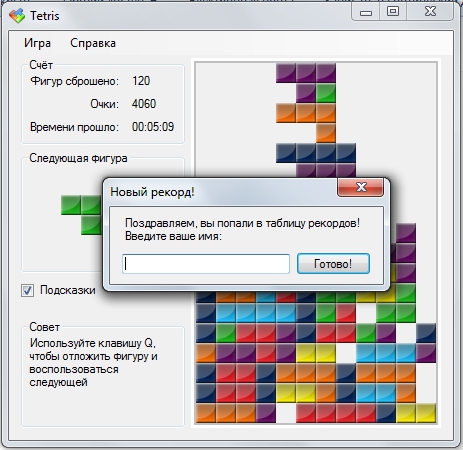 Tetris
Игра Справка
Счёт
Фигур сброшено: 120
Очки: 4060
Времени прошло: 00:05:09
Следующая фигура
Новый рекорд!
Поздравляем, вы попали в таблицу рекордов!
Введите ваше имя:
Готово!
Подсказки
Совет
Используйте клавишу Q,
чтобы отложить фигуру и
воспользоваться
следующей